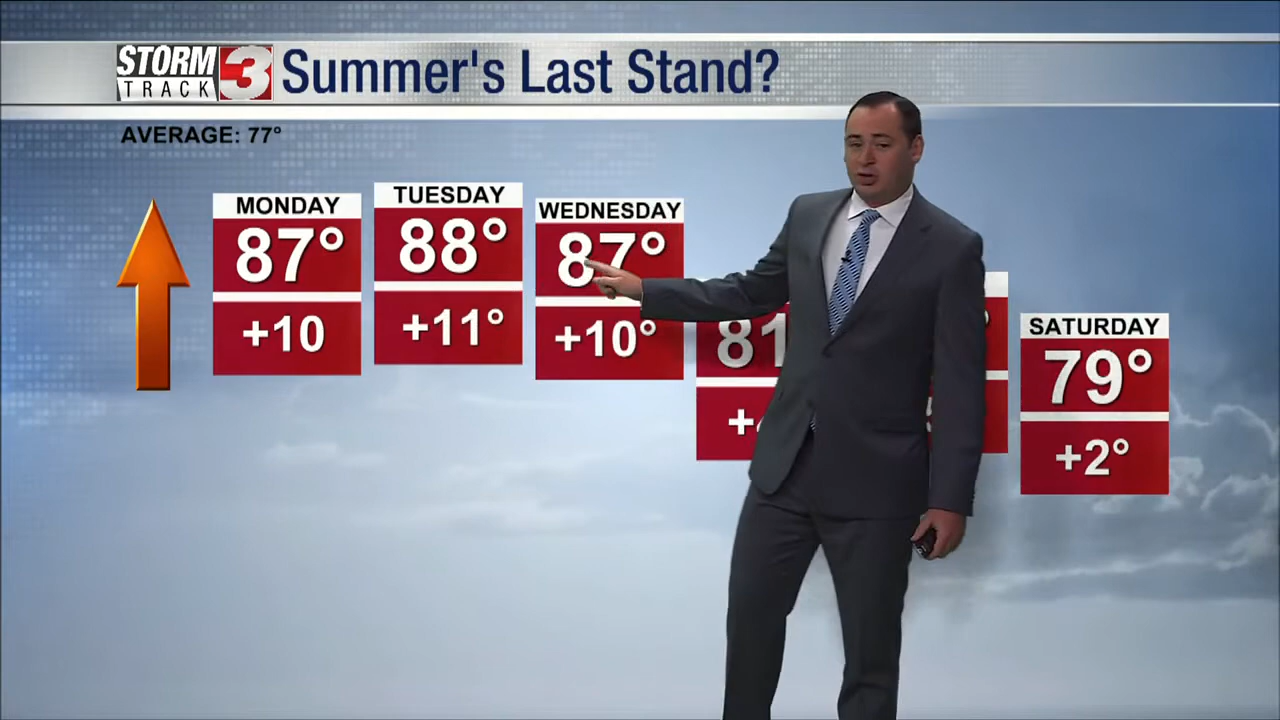 STORM
TRACK
3
Summer's Last Stand?
AVERAGE: 77°
MONDAY
87°
+10
TUESDAY
88°
+11°
WEDNESDAY
87°
+10°
81
SATURDAY
79°
+2°